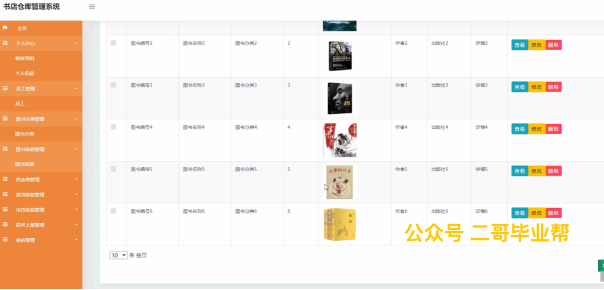 书店仓库管理系统
主页
个人中心
修改密码
个人信息
员工管理
员工
图书分类管理
图书分类
图书信息管理
图书信息
供应商管理
进货信息管理
出货信息管理
系统管理
图书编号2 图书名称2 图书分类2 2 作者2 出版社2 详情2 查看 修改 删除
图书编号3 图书名称3 图书分类3 3 作者3 出版社3 详情3 查看 修改 删除
图书编号4 图书名称4 图书分类4 4 作者4 出版社4 详情4 查看 修改 删除
图书编号5 图书名称5 图书分类5 5 作者5 出版社5 详情5 查看 修改 删除
图书编号6 图书名称6 图书分类6 6 作者6 出版社6 详情6 查看 修改 删除
公众号 二哥毕业帮
10 条 每页